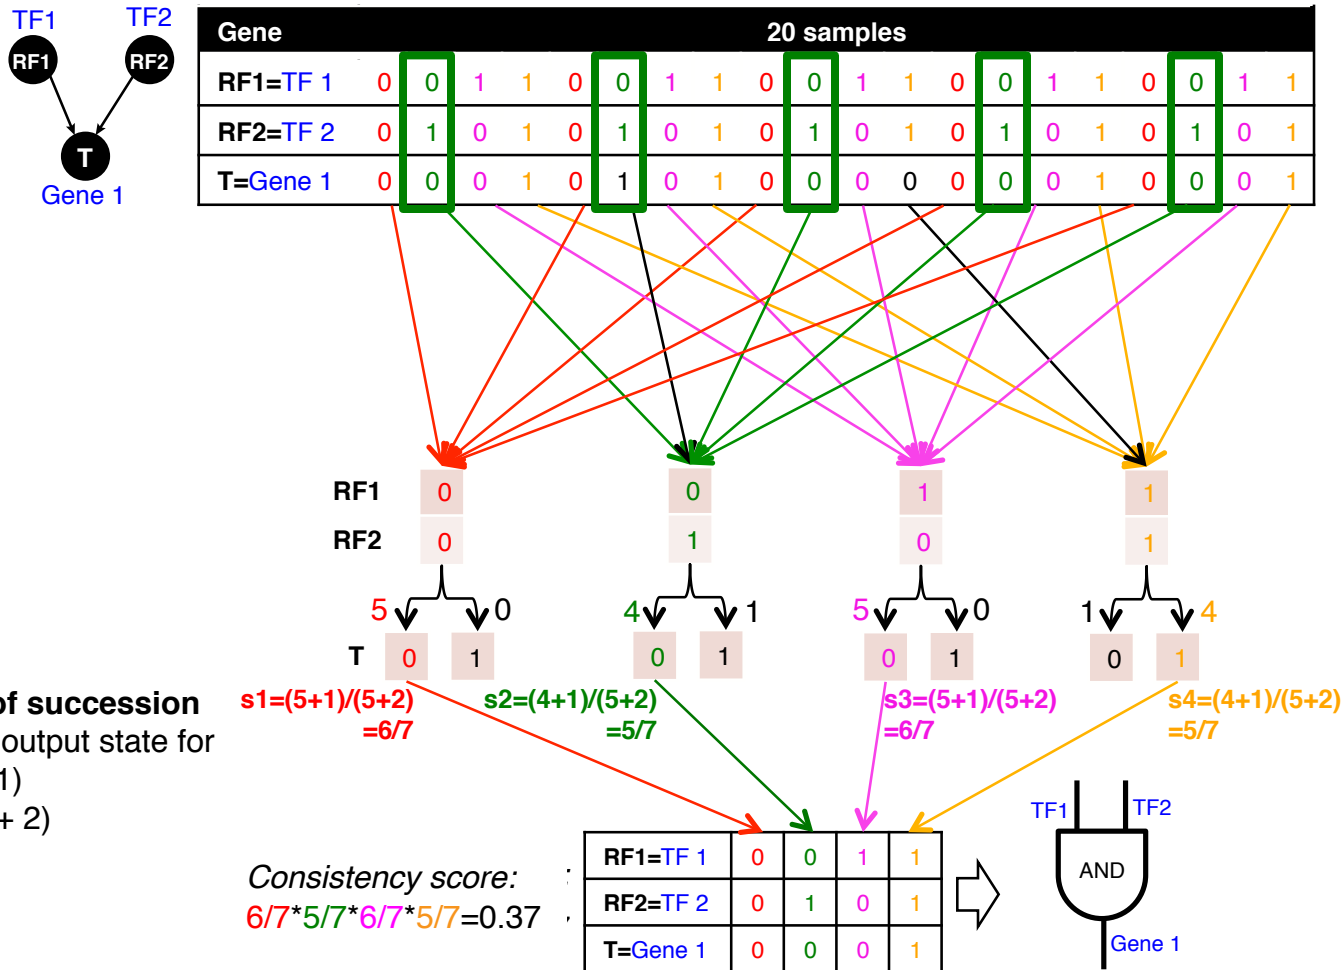 TF1 TF2
RF1 RF2
T
Gene 1
Gene 20 samples
RF1=TF 1 0 0 1 1 0 0 1 1 0 0 1 1 0 0 1 1 0 0 1 1
RF2=TF 2 0 1 0 1 0 1 0 1 0 1 0 1 0 1 0 1 0 1 0 1
T=Gene 1 0 0 0 1 0 1 0 1 0 0 0 0 0 0 0 1 0 0 0 1
RF1 0 0 1 1
RF2 0 1 0 1
5 0 4 1 5 0 1 4
T 0 1 0 1 0 1 0 1
s1=(5+1)/(5+2) s2=(4+1)/(5+2) s3=(5+1)/(5+2) s4=(4+1)/(5+2)
=6/7 =5/7 =6/7 =5/7
of succession
output state for
1)
+ 2)
Consistency score:
6/7*5/7*6/7*5/7=0.37
RF1=TF 1 0 0 1 1
RF2=TF 2 0 1 0 1
T=Gene 1 0 0 0 1
TF1 TF2
AND
Gene 1